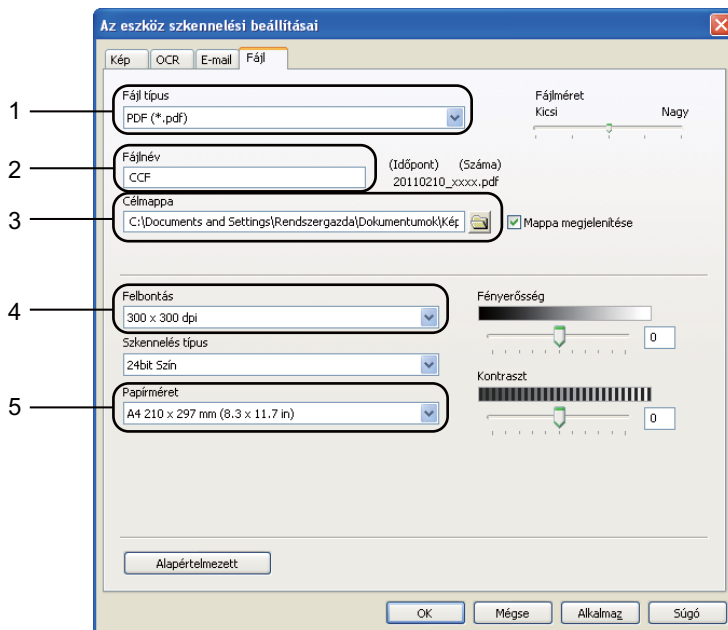 Az eszköz szkennelési beállításai
Kép OCR E-mail Fájl
1
Fájl típus
PDF (*.pdf)
Fájlméret
Kicsi Nagy
2
Fájlnév
CCF
(Időpont) (Száma)
20110210_xxxx.pdf
3
Célmappa
C:\Documents and Settings\Rendszergazda\Dokumentumok\Kép
Mappa megjelenítése
4
Felbontás
300 x 300 dpi
Fényerősség
0
Szkennelés típus
24bit Szín
Kontraszt
0
5
Papírméret
A4 210 x 297 mm (8.3 x 11.7 in)
Alapértelmezett
OK Mégse Alkalmaz Súgó